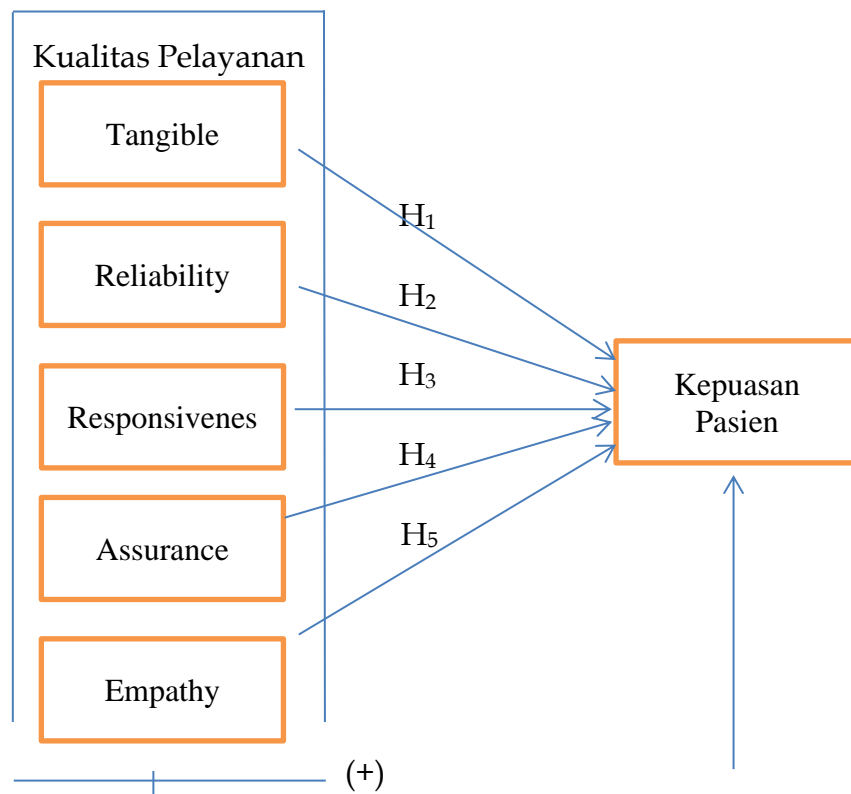 Kualitas Pelayanan
Tangible
H₁
Reliability
H₂
Responsivenes
H₃
Kepuasan
Pasien
H₄
Assurance
H₅
Empathy
(+)